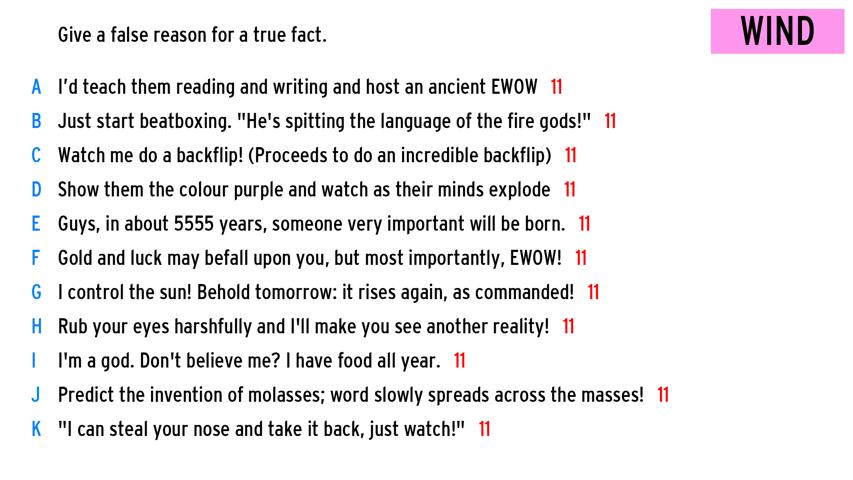 Give a false reason for a true fact.
WIND
A I'd teach them reading and writing and host an ancient EWOW 11
B Just start beatboxing. "He's spitting the language of the fire gods!" 11
C Watch me do a backflip! (Proceeds to do an incredible backflip) 11
D Show them the colour purple and watch as their minds explode 11
E Guys, in about 5555 years, someone very important will be born. 11
F Gold and luck may befall upon you, but most importantly, EWOW! 11
G I control the sun! Behold tomorrow: it rises again, as commanded! 11
H Rub your eyes harshfully and I'll make you see another reality! 11
I I'm a god. Don't believe me? I have food all year. 11
J Predict the invention of molasses; word slowly spreads across the masses! 11
K "I can steal your nose and take it back, just watch!" 11